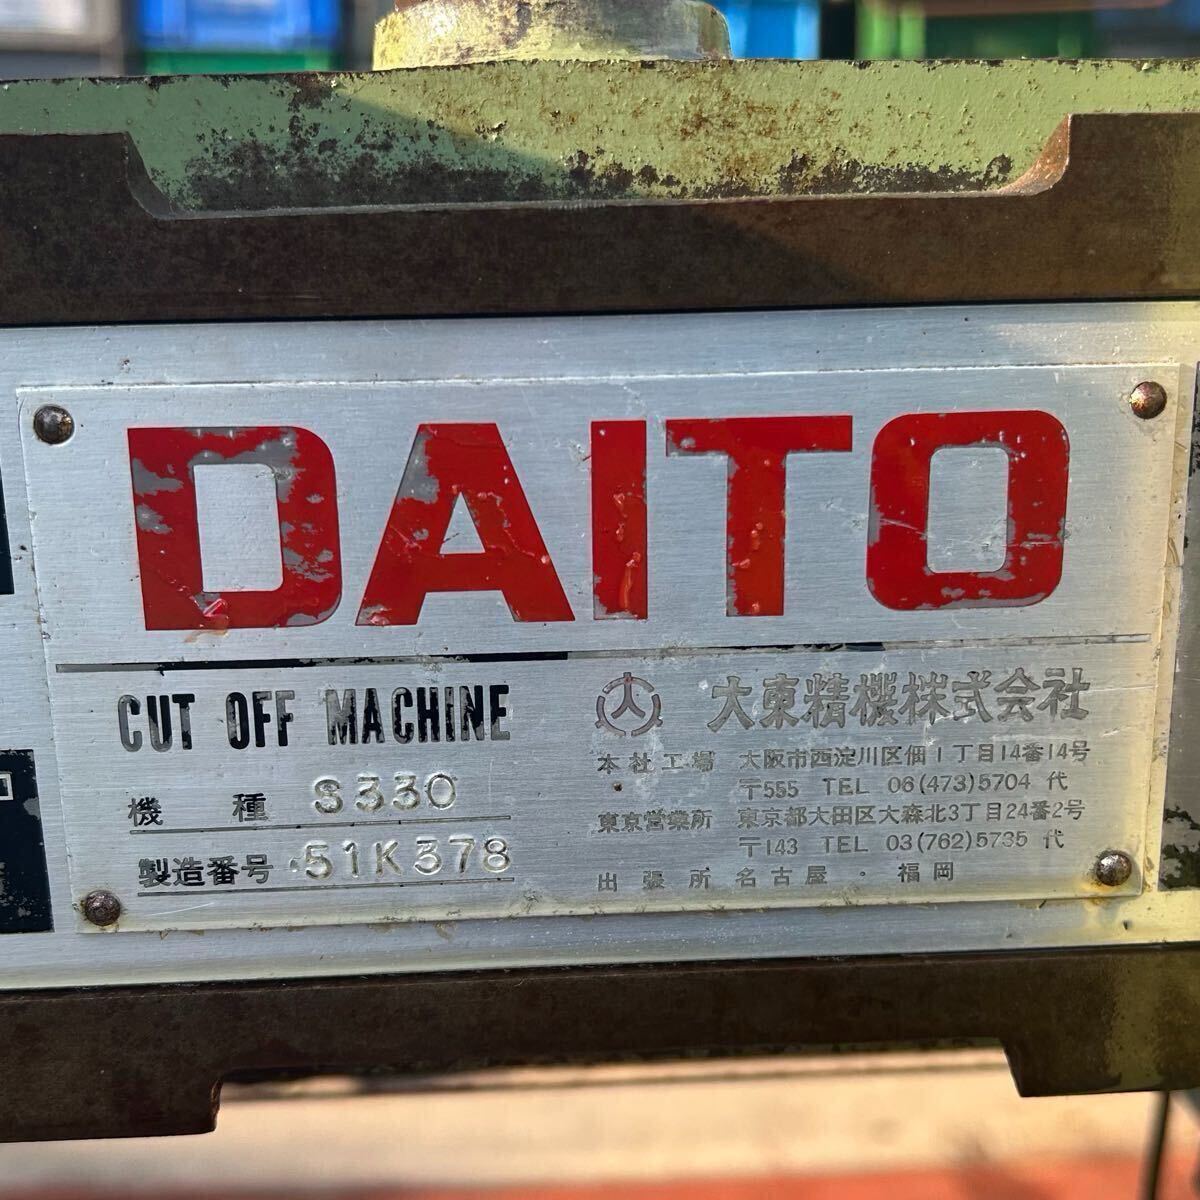 DAITO
CUT OFF MACHINE
機種 S330
製造番号 51K378
大 大東精機株式会社
本社工場 大阪市西淀川区佃1丁目14番14号
〒555 TEL 06(473)5704 代
東京営業所 東京都大田区大森北3丁目24番2号
〒143 TEL 03(762)5735 代
出張所 名古屋・福岡